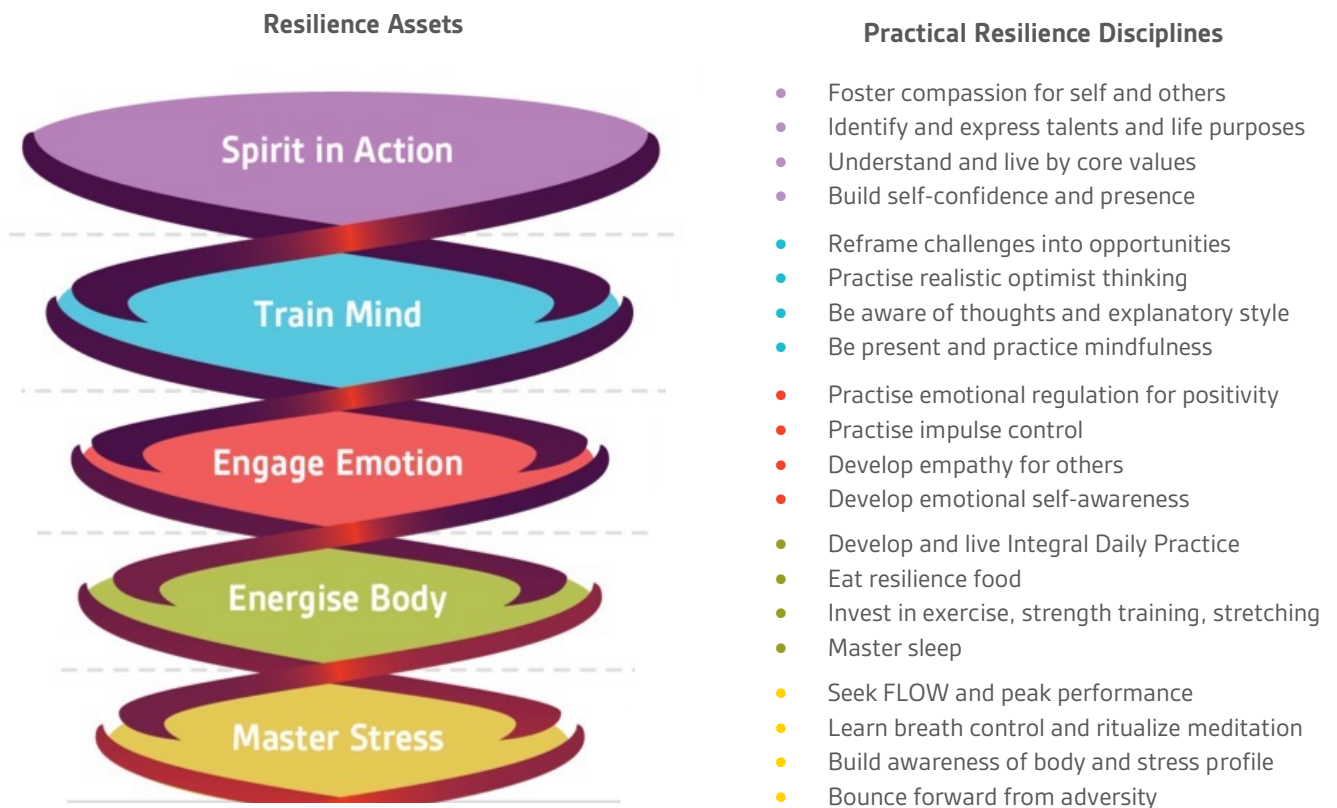 Resilience Assets
Spirit in Action
Train Mind
Engage Emotion
Energise Body
Master Stress
Practical Resilience Disciplines
• Foster compassion for self and others
• Identify and express talents and life purposes
• Understand and live by core values
• Build self-confidence and presence
• Reframe challenges into opportunities
• Practise realistic optimist thinking
• Be aware of thoughts and explanatory style
• Be present and practice mindfulness
• Practise emotional regulation for positivity
• Practise impulse control
• Develop empathy for others
• Develop emotional self-awareness
• Develop and live Integral Daily Practice
• Eat resilience food
• Invest in exercise, strength training, stretching
• Master sleep
• Seek FLOW and peak performance
• Learn breath control and ritualize meditation
• Build awareness of body and stress profile
• Bounce forward from adversity